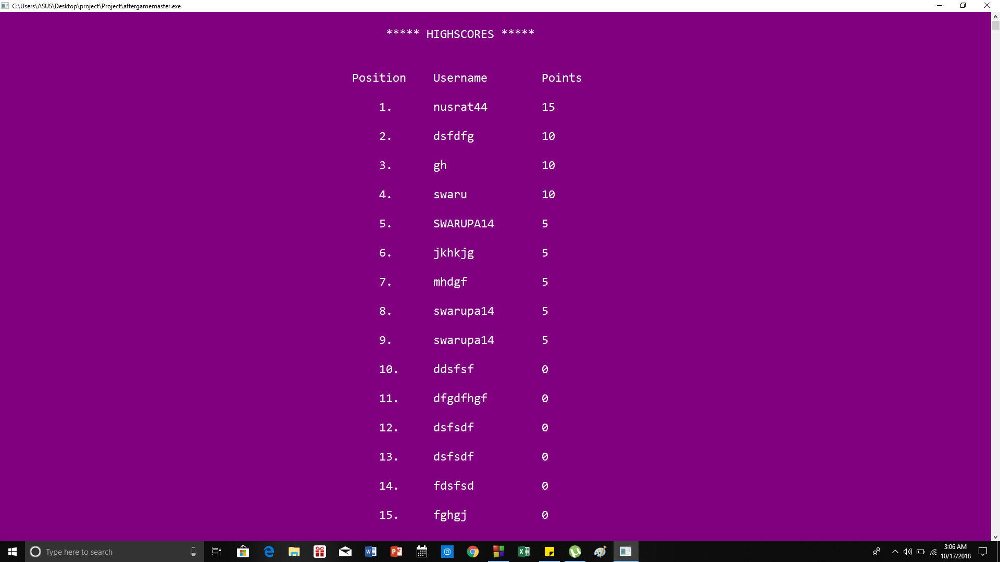 C:\Users\ASUS\Desktop\project\Project\aftergamemaster.exe
***** HIGHSCORES *****
Position Username Points
1. nusrat44 15
2. dsfdfg 10
3. gh 10
4. swaru 10
5. SWARUPA14 5
6. jkhkjg 5
7. mhdgf 5
8. swarupa14 5
9. swarupa14 5
10. ddsfsf 0
11. dfgdfhgf 0
12. dsfsdf 0
13. dsfsdf 0
14. fdsfsd 0
15. fghgj 0
Type here to search
3:06 AM
10/17/2018